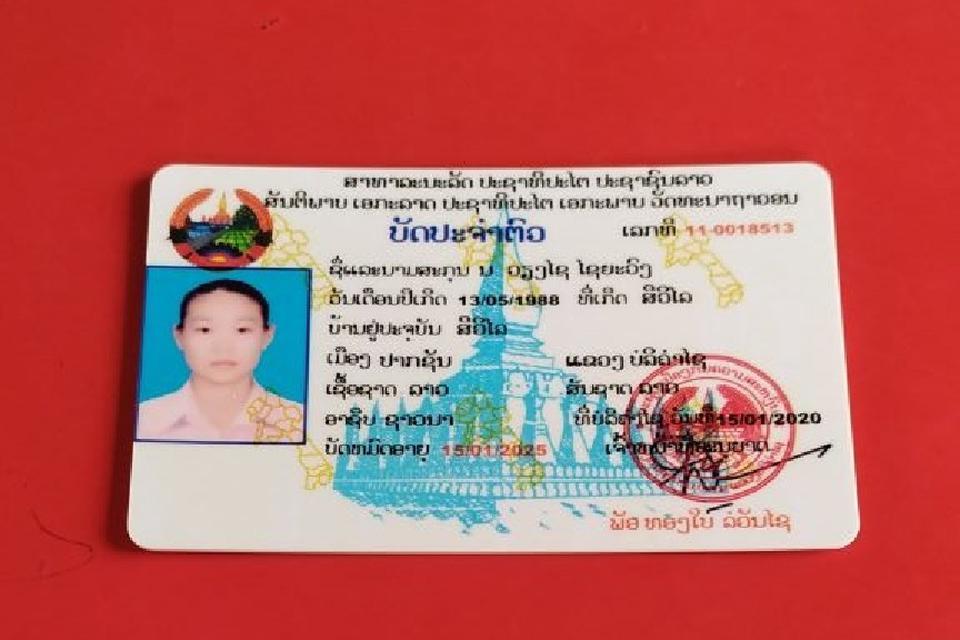 ສາທາລະນະລັດ ປະຊາທິປະໄຕ ປະຊາຊົນລາວ
ສັນຕິພາບ ເອກະລາດ ປະຊາທິປະໄຕ ເອກະພາບ ວັດທະນາຖາວອນ
ບັດປະຈຳຕົວ
ເລກທີ 11-0018513
ຊື່ແລະນາມສະກຸນ ນ ວຽງໄຊ ໄຊຍະວົງ
ວັນເດືອນປີເກີດ 13/05/1988 ທີ່ເກີດ ສີວິໄລ
ບ້ານຢູ່ປະຈຸບັນ ສີວິໄລ
ເມືອງ ປາກຊັນ ແຂວງ ບໍລິຄຳໄຊ
ເຊື້ອຊາດ ລາວ ສັນຊາດ ລາວ
ອາຊີບ ຊາວນາ ທີ່ບໍລິຄຳໄຊ, ວັນທີ 15/01/2020
ບັດໝົດອາຍຸ 15/01/2025 ເຈົ້າໜ້າທີ່ອະນຸຍາດ
ພັອ ທອງໃບ ລໍວັນໄຊ